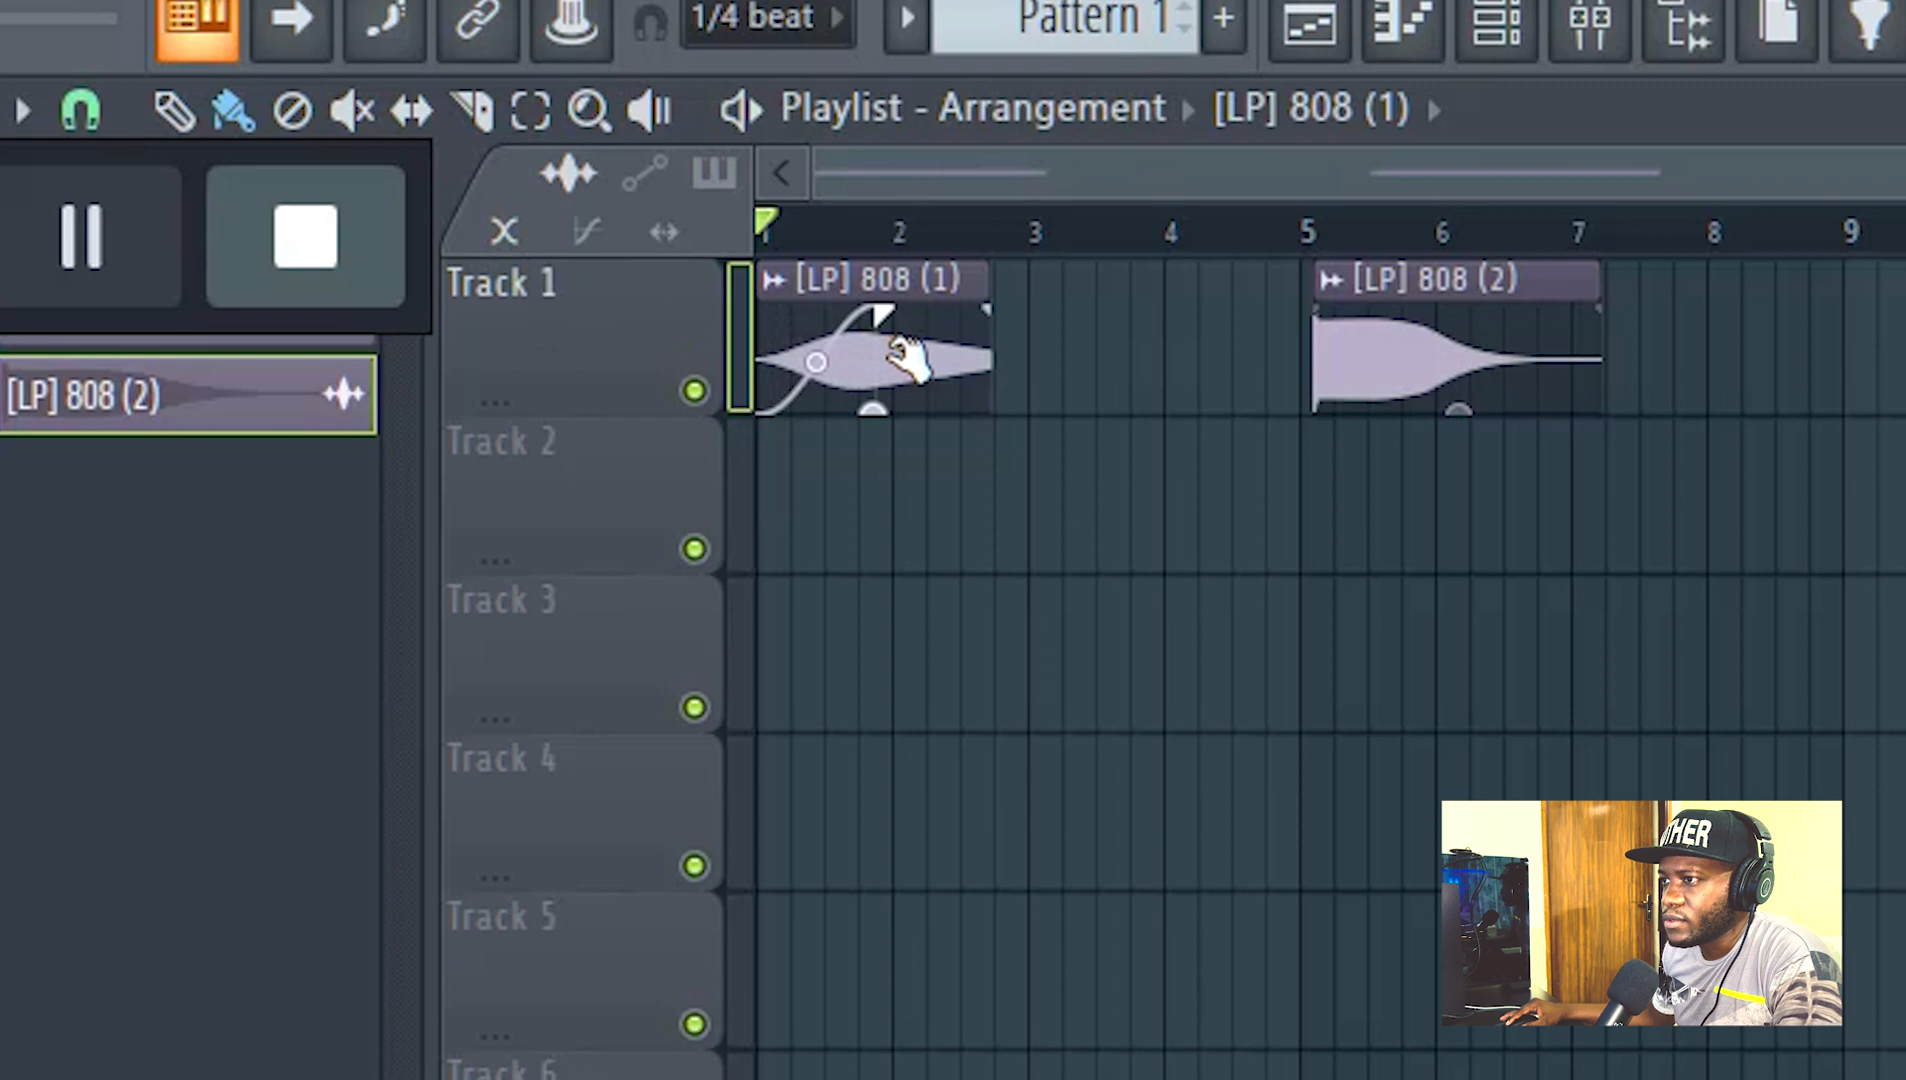 1/4 beat
Pattern 1
Playlist - Arrangement
[LP] 808 (1)
1 2 3 4 5 6 7 8 9
Track 1
[LP] 808 (1)
[LP] 808 (2)
[LP] 808 (2)
Track 2
Track 3
Track 4
Track 5
Track 6